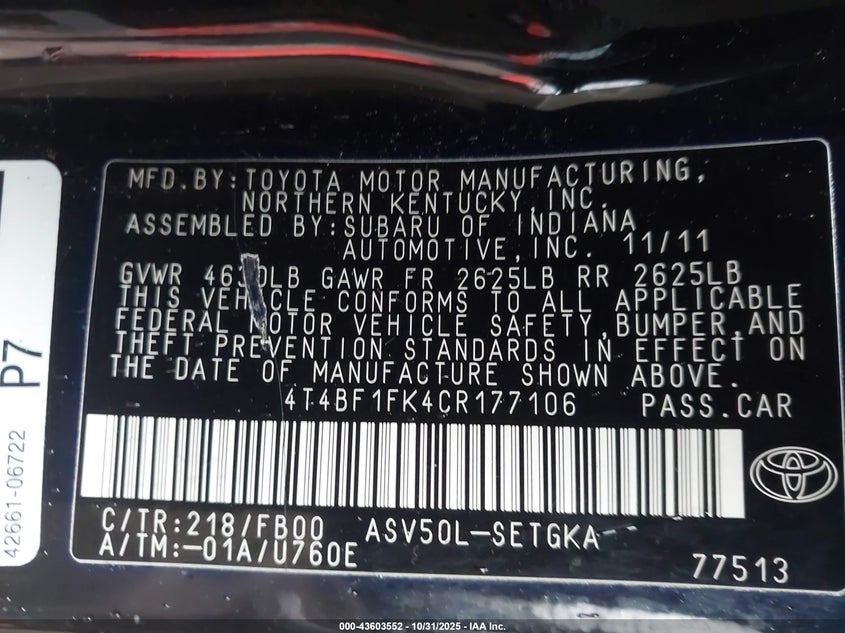 MFD.BY:TOYOTA MOTOR MANUFACTURING,
NORTHERN KENTUCKY,INC.
ASSEMBLED BY:SUBARU OF INDIANA
AUTOMOTIVE,INC. 11/11
GVWR GAWR FR 2625LB RR 2625LB
THIS VEHICLE CONFORMS TO ALL APPLICABLE
FEDERAL MOTOR VEHICLE SAFETY,BUMPER,AND
THEFT PREVENTION STANDARDS IN EFFECT ON
THE DATE OF MANUFACTURE SHOWN ABOVE.
4T4BF1FK4CR177106 PASS.CAR
C/TR:218/FB00 ASV50L-SETGKA
A/TM:-01A/U760E
77513
P7
42661-06722
000-43603552 - 10/31/2025 - IAA Inc.